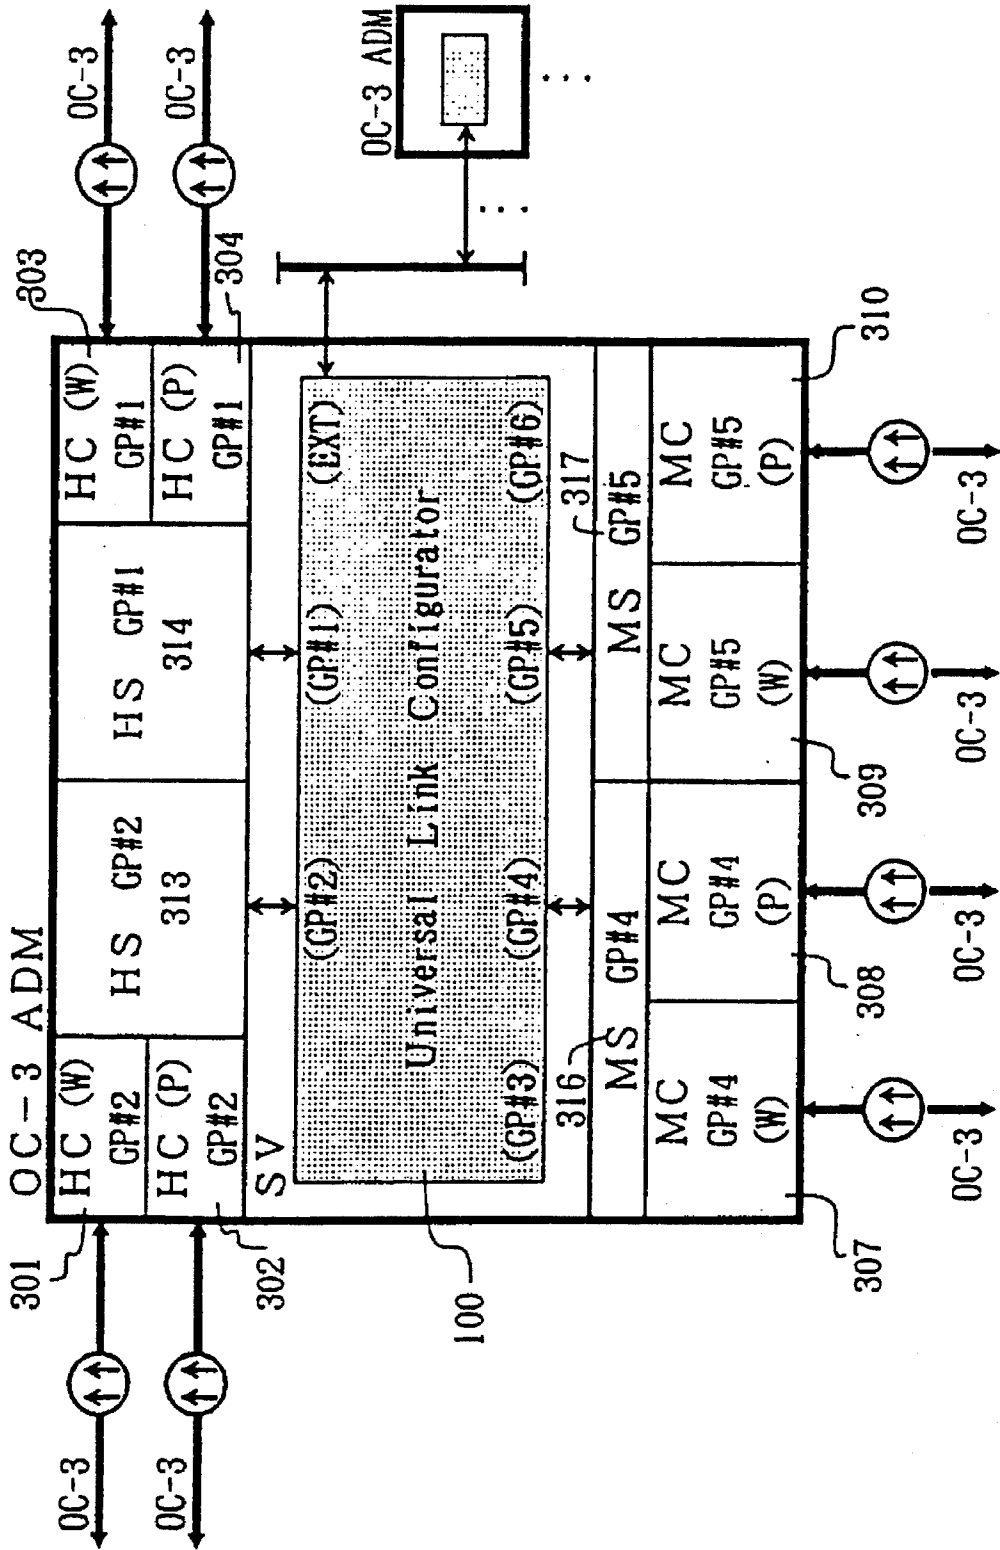 OC-3 ADM
301
303
OC-3
OC-3
HC (W)
GP#2
HS GP#2
313
HS GP#1
314
HC (W)
GP#1
OC-3
OC-3
HC (P)
GP#2
HC (P)
GP#1
302
304
SV
(GP#2)
(GP#1)
(EXT)
Universal Link Configurator
100
(GP#3)
(GP#4)
(GP#5)
(GP#6)
OC-3 ADM
316
317
MS GP#4
MS GP#5
MC
GP#4
(W)
MC
GP#4
(P)
MC
GP#5
(W)
MC
GP#5
(P)
307
308
309
310
OC-3
OC-3
OC-3
OC-3